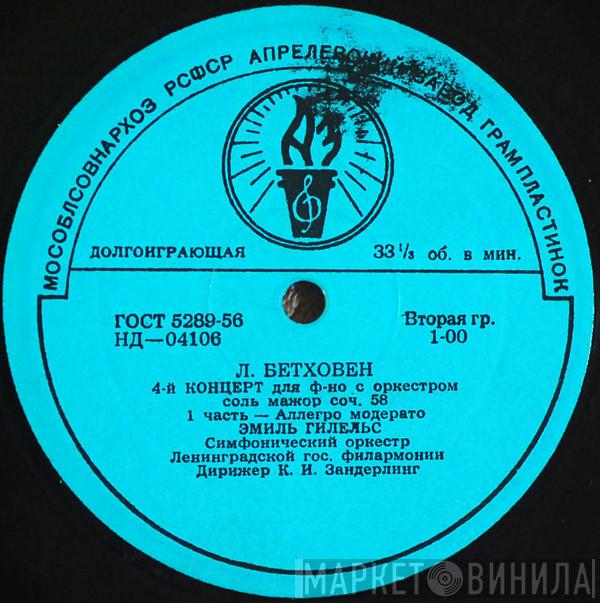 МОСОБЛСОВНАРХОЗ РСФСР АПРЕЛЕВСКИЙ ЗАВОД ГРАМПЛАСТИНОК
АЗ
ДОЛГОИГРАЮЩАЯ
33 1/3 об. в мин.
ГОСТ 5289-56
НД—04106
Вторая гр.
1-00
Л. БЕТХОВЕН
4-й КОНЦЕРТ для ф-но с оркестром
соль мажор соч. 58
1 часть — Аллегро модерато
ЭМИЛЬ ГИЛЕЛЬС
Симфонический оркестр
Ленинградской гос. филармонии
Дирижер К. И. Зандерлинг
МАРКЕТ ВИНИЛА